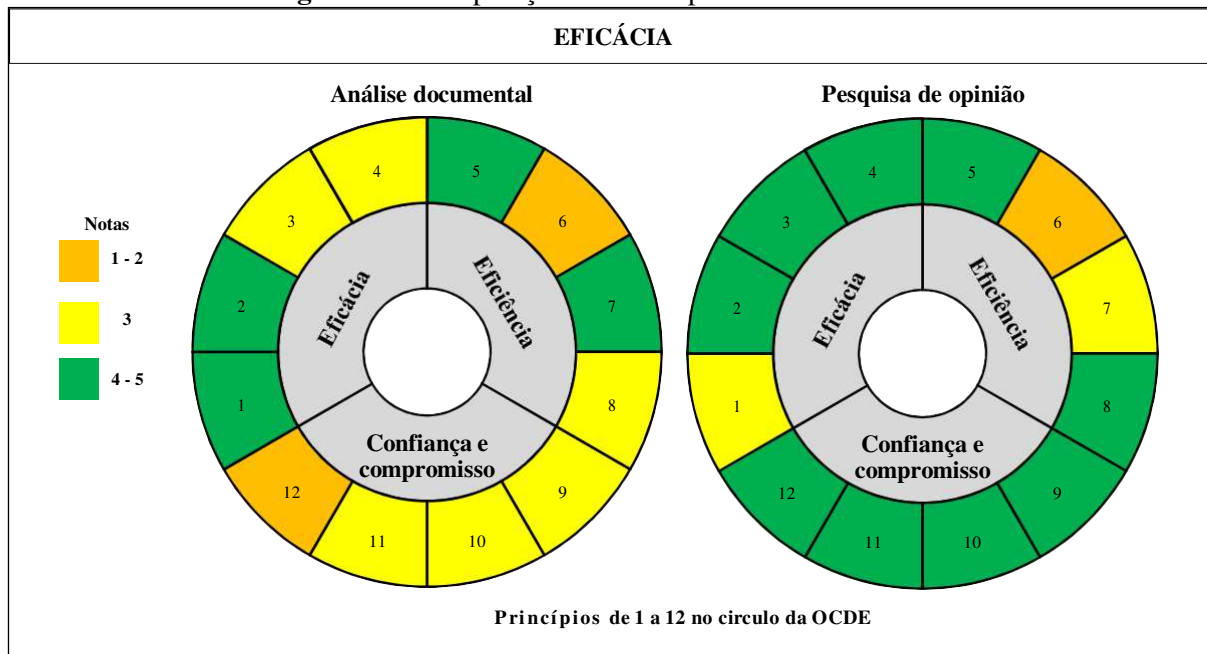 EFICÁCIA
Análise documental
Pesquisa de opinião
Notas
1 - 2
3
4 - 5
1
2
3
4
5
6
7
8
9
10
11
12
Eficácia
Eficiência
Confiança e
compromisso
1
2
3
4
5
6
7
8
9
10
11
12
Eficácia
Eficiência
Confiança e
compromisso
Princípios de 1 a 12 no circulo da OCDE